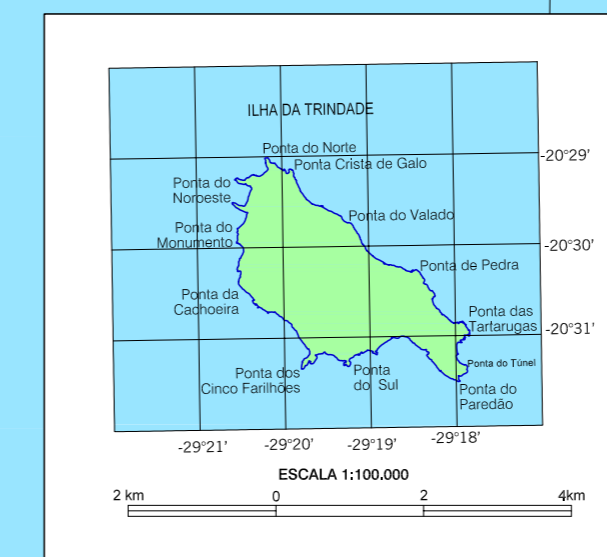 ILHA DA TRINDADE
Ponta do Norte
Ponta Crista de Galo
-20°29'
Ponta do
Noroeste
Ponta do Valado
Ponta do
Monumento
-20°30'
Ponta de Pedra
Ponta da
Cachoeira
Ponta das
Tartarugas
-20°31'
Ponta do Túnel
Ponta dos
Cinco Farilhões
Ponta
do Sul
Ponta do
Paredão
-29°21' -29°20' -29°19' -29°18'
ESCALA 1:100.000
2 km 0 2 4km